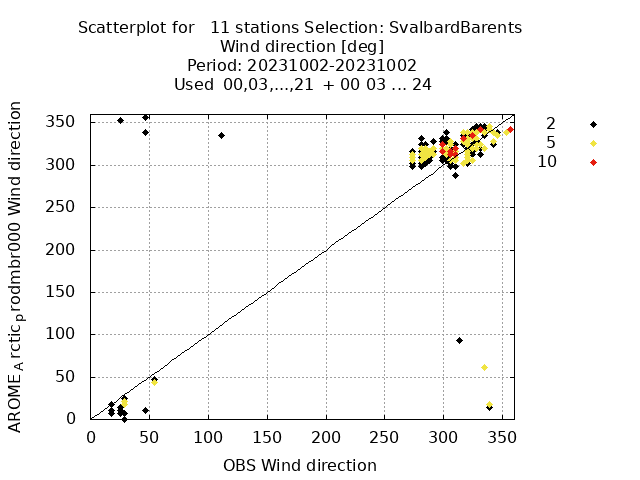 Scatterplot for   11 stations Selection: SvalbardBarents
Wind direction [deg]
Period: 20231002-20231002
Used  00,03,...,21  + 00 03 ... 24
AROME_Arctic_prodmbr000 Wind direction
350
300
250
200
150
100
50
0
0 50 100 150 200 250 300 350
OBS Wind direction
2
5
10